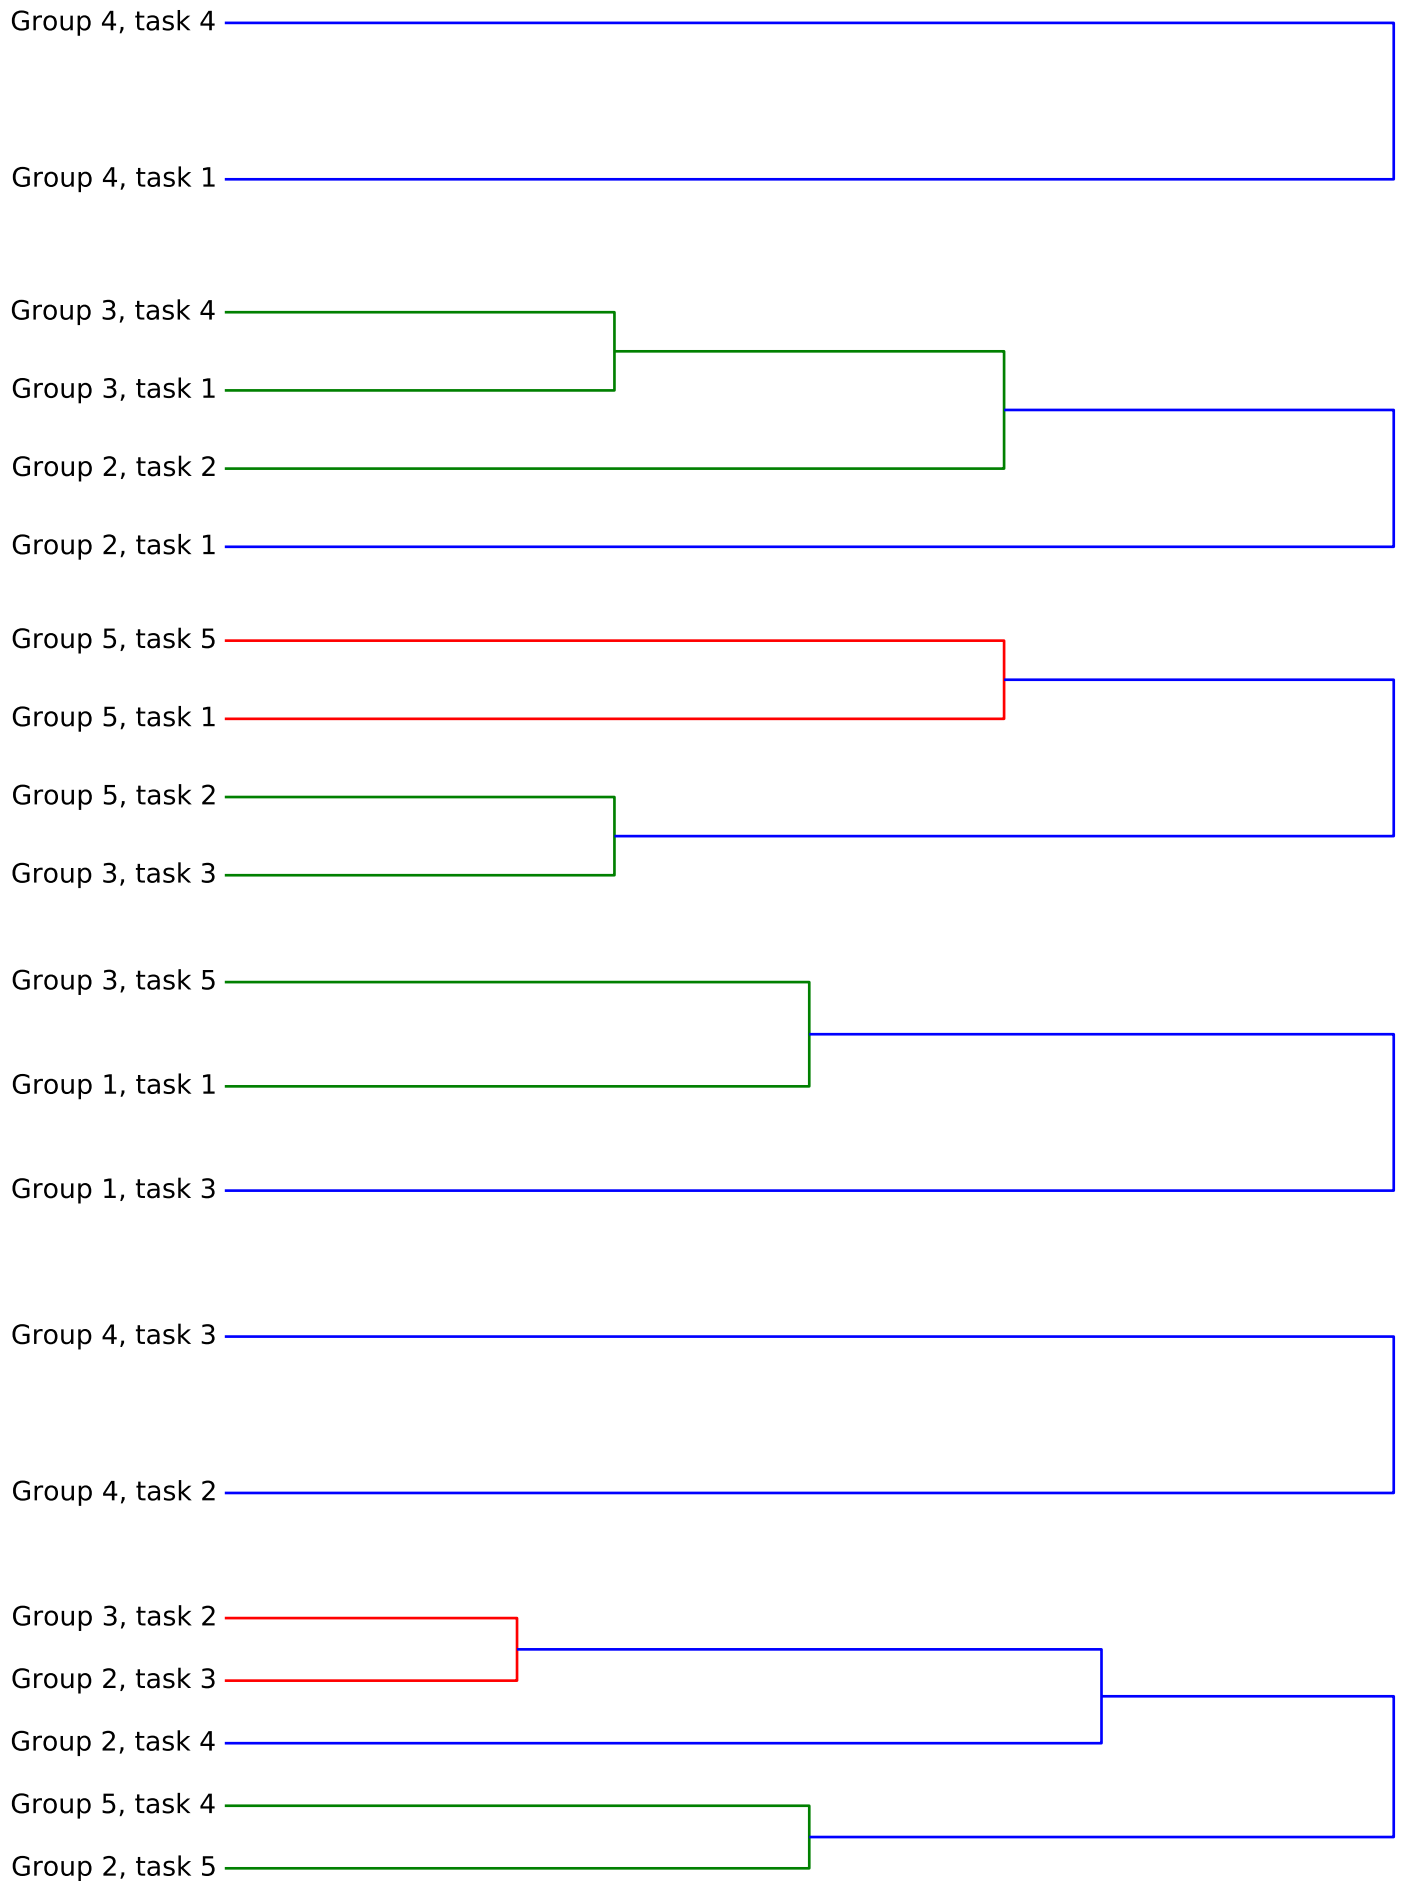 Group 4, task 4
Group 4, task 1
Group 3, task 4
Group 3, task 1
Group 2, task 2
Group 2, task 1
Group 5, task 5
Group 5, task 1
Group 5, task 2
Group 3, task 3
Group 3, task 5
Group 1, task 1
Group 1, task 3
Group 4, task 3
Group 4, task 2
Group 3, task 2
Group 2, task 3
Group 2, task 4
Group 5, task 4
Group 2, task 5